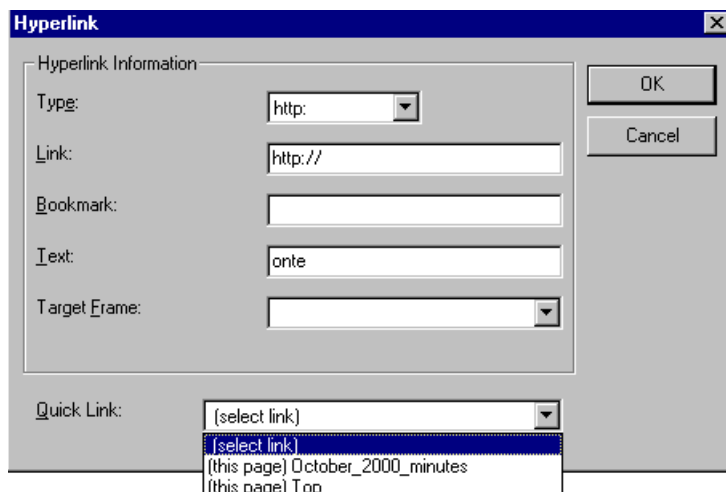 Hyperlink
Hyperlink Information
Type:
http:
OK
Link:
http://
Cancel
Bookmark:
Text:
onte
Target Frame:
Quick Link:
(select link)
(select link)
(this page) October_2000_minutes
(this page) Top